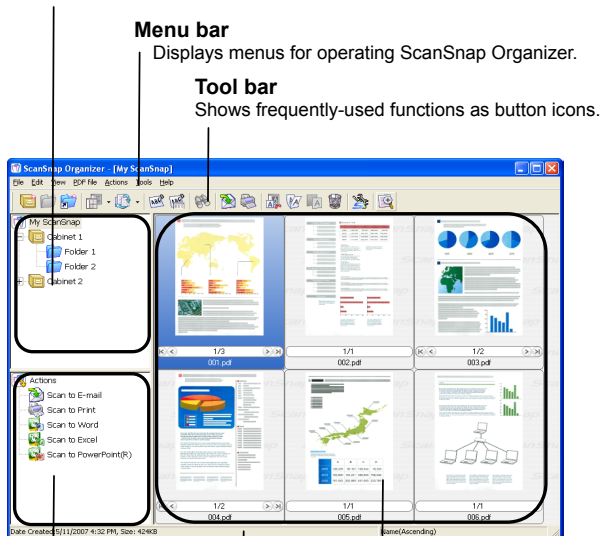 Menu bar
Displays menus for operating ScanSnap Organizer.
Tool bar
Shows frequently-used functions as button icons.
ScanSnap Organizer - [My ScanSnap]
File Edit View PDF file Actions Tools Help
My ScanSnap
Cabinet 1
Folder 1
Folder 2
Cabinet 2
1/3
001.pdf
1/1
002.pdf
1/2
003.pdf
Actions
Scan to E-mail
Scan to Print
Scan to Word
Scan to Excel
Scan to PowerPoint(R)
1/2
004.pdf
1/1
005.pdf
1/1
006.pdf
Date Created: 5/11/2007 4:32 PM, Size: 424KB
Name(Ascending)